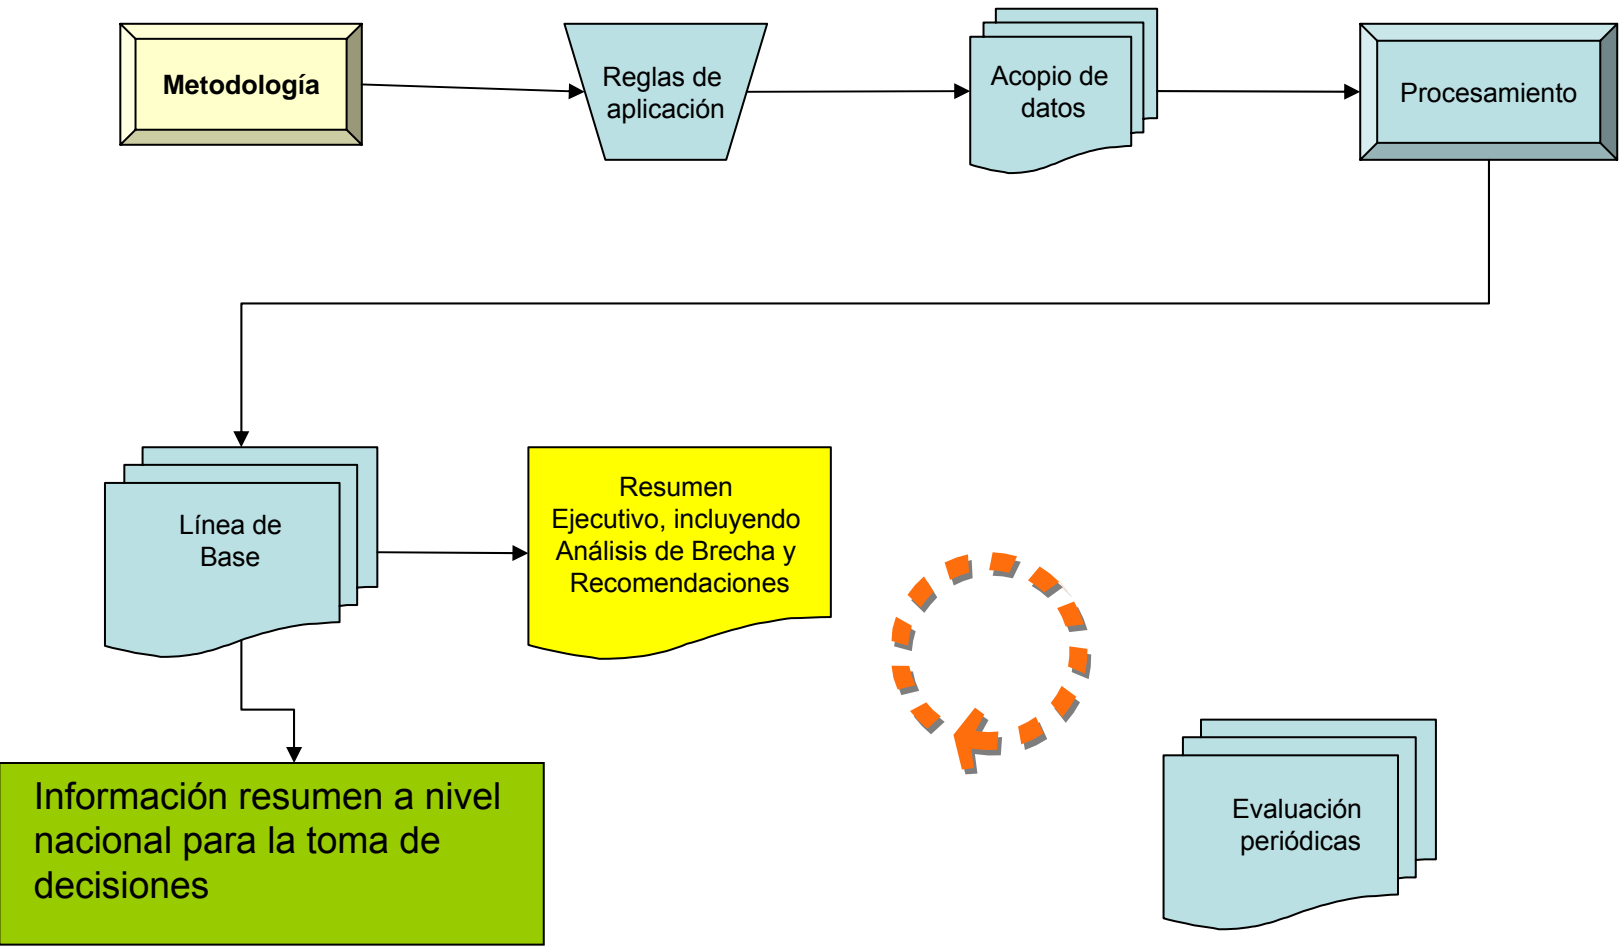 Metodología
Reglas de
aplicación
Acopio de
datos
Procesamiento
Línea de
Base
Resumen
Ejecutivo, incluyendo
Análisis de Brecha y
Recomendaciones
Información resumen a nivel
nacional para la toma de
decisiones
Evaluación
periódicas